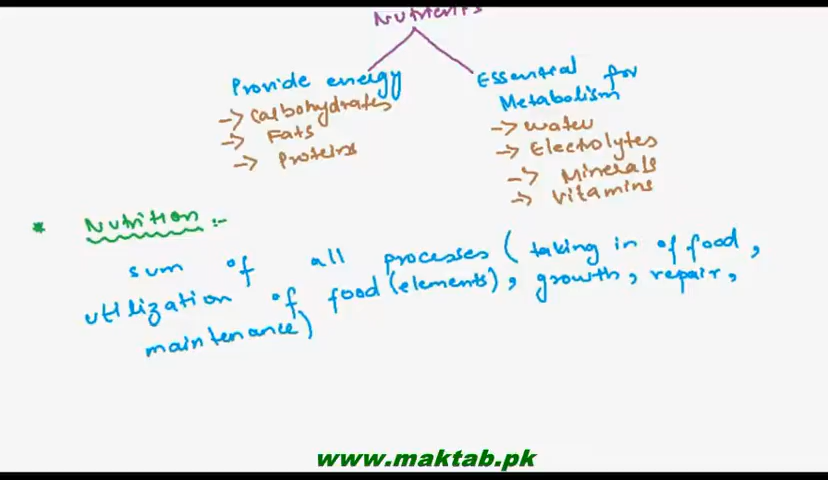 Nutrients
Provide energy
Essential for
Metabolism
-> Carbohydrates
-> Fats
-> Proteins
-> water
-> Electrolytes
-> Minerals
-> Vitamins
* Nutrition :-
sum of all processes ( taking in of food ,
utilization of food (elements) , growth , repair ,
maintenance )
www.maktab.pk